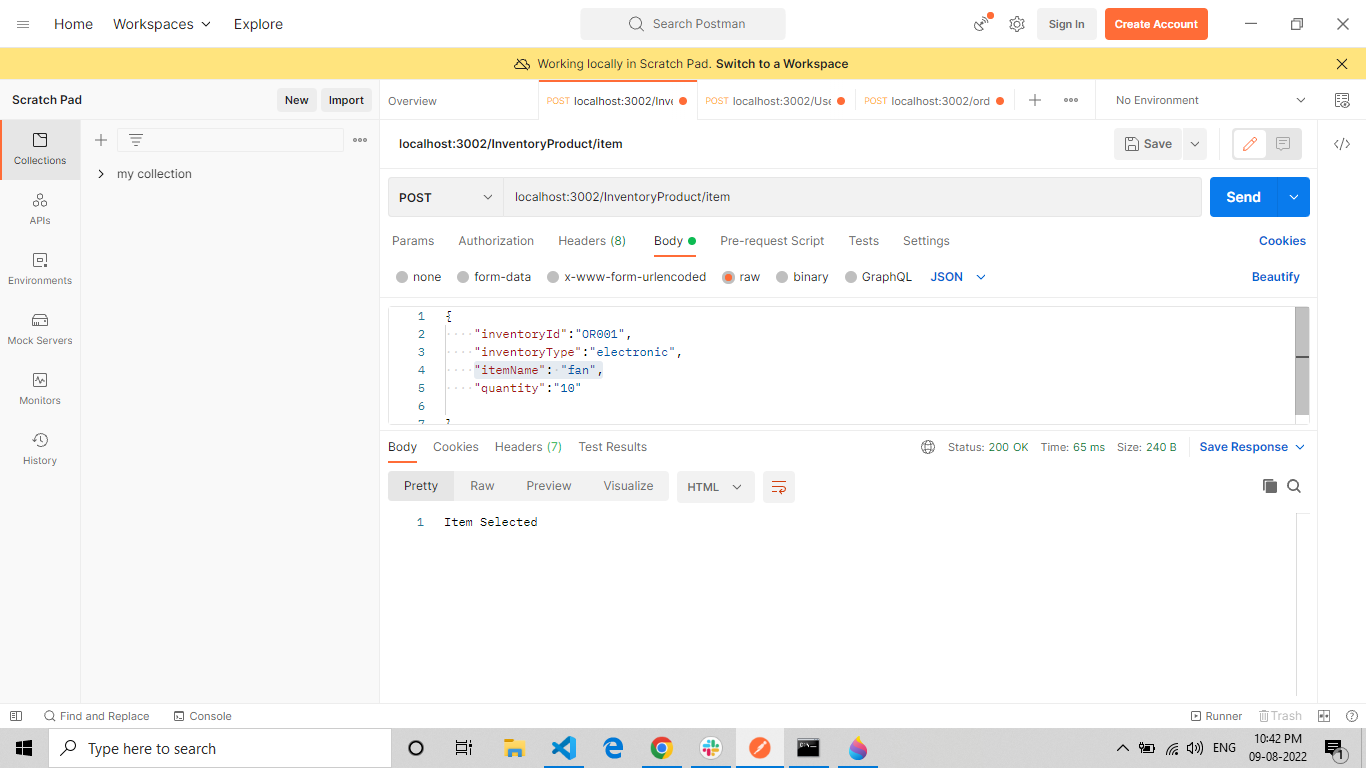 Home Workspaces Explore Search Postman Sign In Create Account
Working locally in Scratch Pad. Switch to a Workspace
Scratch Pad New Import Overview POST localhost:3002/Inve POST localhost:3002/Use POST localhost:3002/ord No Environment
Collections
my collection
APIs
Environments
Mock Servers
Monitors
History
localhost:3002/InventoryProduct/item Save
POST localhost:3002/InventoryProduct/item Send
Params Authorization Headers (8) Body Pre-request Script Tests Settings Cookies
none form-data x-www-form-urlencoded raw binary GraphQL JSON Beautify
1 {
2 "inventoryId":"OR001",
3 "inventoryType":"electronic",
4 "itemName": "fan",
5 "quantity":"10"
6
7 }
Body Cookies Headers (7) Test Results Status: 200 OK Time: 65 ms Size: 240 B Save Response
Pretty Raw Preview Visualize HTML
1 Item Selected
Find and Replace Console Runner Trash
Type here to search ENG 10:42 PM
09-08-2022 1